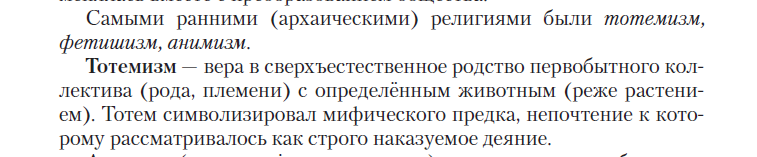 Самыми ранними (архаическими) религиями были тотемизм,
фетишизм, анимизм.
Тотемизм — вера в сверхъестественное родство первобытного кол-
лектива (рода, племени) с определённым животным (реже растени-
ем). Тотем символизировал мифического предка, непочтение к кото-
рому рассматривалось как строго наказуемое деяние.